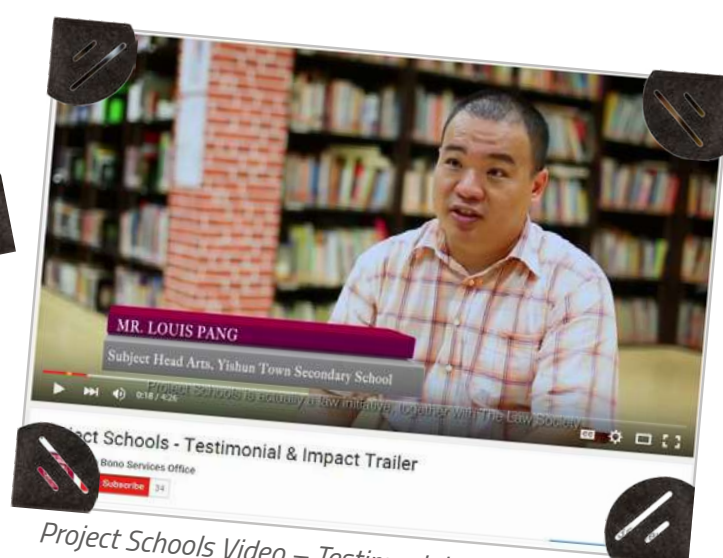 MR. LOUIS PANG
Subject Head Arts, Yishun Town Secondary School
Project Schools is actually a law initiative, together with The Law Society
0:18 / 4:26
Schools - Testimonial & Impact Trailer
Bono Services Office
Subscribe 34
Project Schools Video –